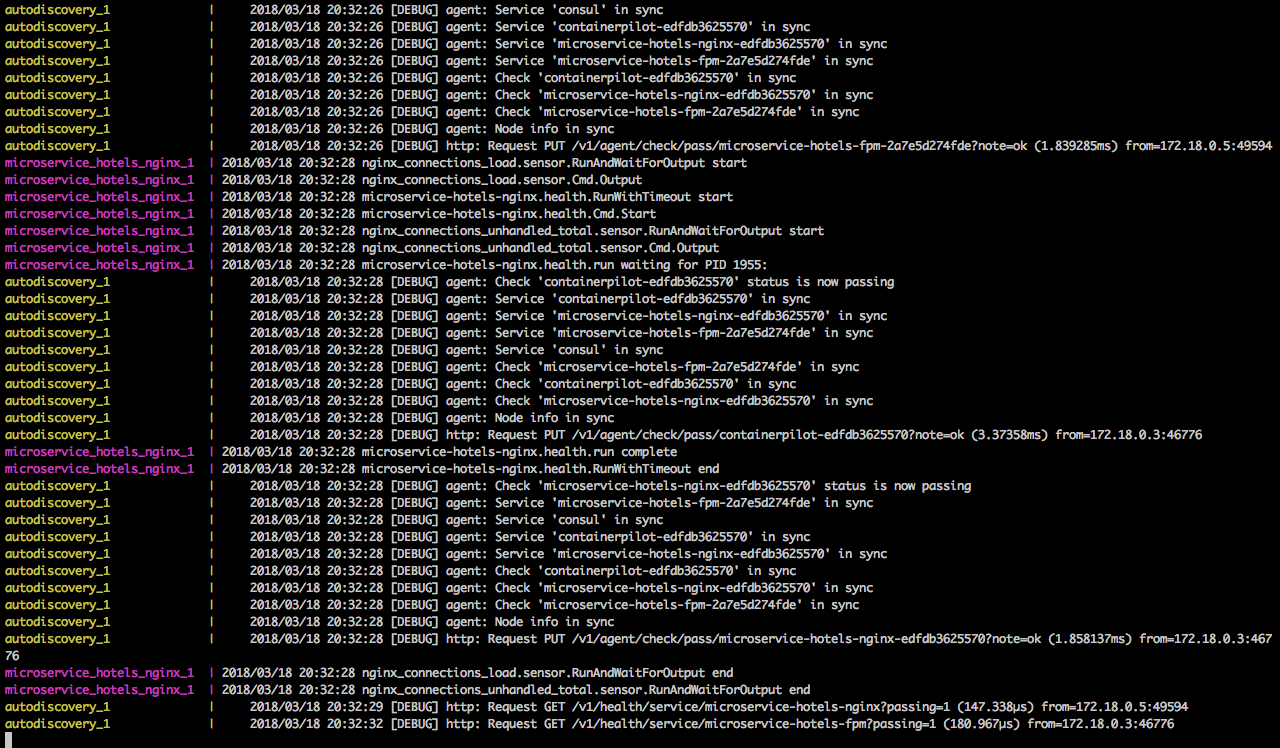 autodiscovery_1 | 2018/03/18 20:32:26 [DEBUG] agent: Service 'consul' in sync
autodiscovery_1 | 2018/03/18 20:32:26 [DEBUG] agent: Service 'containerpilot-edfdb3625570' in sync
autodiscovery_1 | 2018/03/18 20:32:26 [DEBUG] agent: Service 'microservice-hotels-nginx-edfdb3625570' in sync
autodiscovery_1 | 2018/03/18 20:32:26 [DEBUG] agent: Service 'microservice-hotels-fpm-2a7e5d274fde' in sync
autodiscovery_1 | 2018/03/18 20:32:26 [DEBUG] agent: Check 'containerpilot-edfdb3625570' in sync
autodiscovery_1 | 2018/03/18 20:32:26 [DEBUG] agent: Check 'microservice-hotels-nginx-edfdb3625570' in sync
autodiscovery_1 | 2018/03/18 20:32:26 [DEBUG] agent: Check 'microservice-hotels-fpm-2a7e5d274fde' in sync
autodiscovery_1 | 2018/03/18 20:32:26 [DEBUG] agent: Node info in sync
autodiscovery_1 | 2018/03/18 20:32:26 [DEBUG] http: Request PUT /v1/agent/check/pass/microservice-hotels-fpm-2a7e5d274fde?note=ok (1.839285ms) from=172.18.0.5:49594
microservice_hotels_nginx_1 | 2018/03/18 20:32:28 nginx_connections_load.sensor.RunAndWaitForOutput start
microservice_hotels_nginx_1 | 2018/03/18 20:32:28 nginx_connections_load.sensor.Cmd.Output
microservice_hotels_nginx_1 | 2018/03/18 20:32:28 microservice-hotels-nginx.health.RunWithTimeout start
microservice_hotels_nginx_1 | 2018/03/18 20:32:28 microservice-hotels-nginx.health.Cmd.Start
microservice_hotels_nginx_1 | 2018/03/18 20:32:28 nginx_connections_unhandled_total.sensor.RunAndWaitForOutput start
microservice_hotels_nginx_1 | 2018/03/18 20:32:28 nginx_connections_unhandled_total.sensor.Cmd.Output
microservice_hotels_nginx_1 | 2018/03/18 20:32:28 microservice-hotels-nginx.health.run waiting for PID 1955:
autodiscovery_1 | 2018/03/18 20:32:28 [DEBUG] agent: Check 'containerpilot-edfdb3625570' status is now passing
autodiscovery_1 | 2018/03/18 20:32:28 [DEBUG] agent: Service 'containerpilot-edfdb3625570' in sync
autodiscovery_1 | 2018/03/18 20:32:28 [DEBUG] agent: Service 'microservice-hotels-nginx-edfdb3625570' in sync
autodiscovery_1 | 2018/03/18 20:32:28 [DEBUG] agent: Service 'microservice-hotels-fpm-2a7e5d274fde' in sync
autodiscovery_1 | 2018/03/18 20:32:28 [DEBUG] agent: Service 'consul' in sync
autodiscovery_1 | 2018/03/18 20:32:28 [DEBUG] agent: Check 'microservice-hotels-fpm-2a7e5d274fde' in sync
autodiscovery_1 | 2018/03/18 20:32:28 [DEBUG] agent: Check 'containerpilot-edfdb3625570' in sync
autodiscovery_1 | 2018/03/18 20:32:28 [DEBUG] agent: Check 'microservice-hotels-nginx-edfdb3625570' in sync
autodiscovery_1 | 2018/03/18 20:32:28 [DEBUG] agent: Node info in sync
autodiscovery_1 | 2018/03/18 20:32:28 [DEBUG] http: Request PUT /v1/agent/check/pass/containerpilot-edfdb3625570?note=ok (3.37358ms) from=172.18.0.3:46776
microservice_hotels_nginx_1 | 2018/03/18 20:32:28 microservice-hotels-nginx.health.run complete
microservice_hotels_nginx_1 | 2018/03/18 20:32:28 microservice-hotels-nginx.health.RunWithTimeout end
autodiscovery_1 | 2018/03/18 20:32:28 [DEBUG] agent: Check 'microservice-hotels-nginx-edfdb3625570' status is now passing
autodiscovery_1 | 2018/03/18 20:32:28 [DEBUG] agent: Service 'microservice-hotels-fpm-2a7e5d274fde' in sync
autodiscovery_1 | 2018/03/18 20:32:28 [DEBUG] agent: Service 'consul' in sync
autodiscovery_1 | 2018/03/18 20:32:28 [DEBUG] agent: Service 'containerpilot-edfdb3625570' in sync
autodiscovery_1 | 2018/03/18 20:32:28 [DEBUG] agent: Service 'microservice-hotels-nginx-edfdb3625570' in sync
autodiscovery_1 | 2018/03/18 20:32:28 [DEBUG] agent: Check 'containerpilot-edfdb3625570' in sync
autodiscovery_1 | 2018/03/18 20:32:28 [DEBUG] agent: Check 'microservice-hotels-nginx-edfdb3625570' in sync
autodiscovery_1 | 2018/03/18 20:32:28 [DEBUG] agent: Check 'microservice-hotels-fpm-2a7e5d274fde' in sync
autodiscovery_1 | 2018/03/18 20:32:28 [DEBUG] agent: Node info in sync
autodiscovery_1 | 2018/03/18 20:32:28 [DEBUG] http: Request PUT /v1/agent/check/pass/microservice-hotels-nginx-edfdb3625570?note=ok (1.858137ms) from=172.18.0.3:467
76
microservice_hotels_nginx_1 | 2018/03/18 20:32:28 nginx_connections_load.sensor.RunAndWaitForOutput end
microservice_hotels_nginx_1 | 2018/03/18 20:32:28 nginx_connections_unhandled_total.sensor.RunAndWaitForOutput end
autodiscovery_1 | 2018/03/18 20:32:29 [DEBUG] http: Request GET /v1/health/service/microservice-hotels-nginx?passing=1 (147.338µs) from=172.18.0.5:49594
autodiscovery_1 | 2018/03/18 20:32:32 [DEBUG] http: Request GET /v1/health/service/microservice-hotels-fpm?passing=1 (180.967µs) from=172.18.0.3:46776